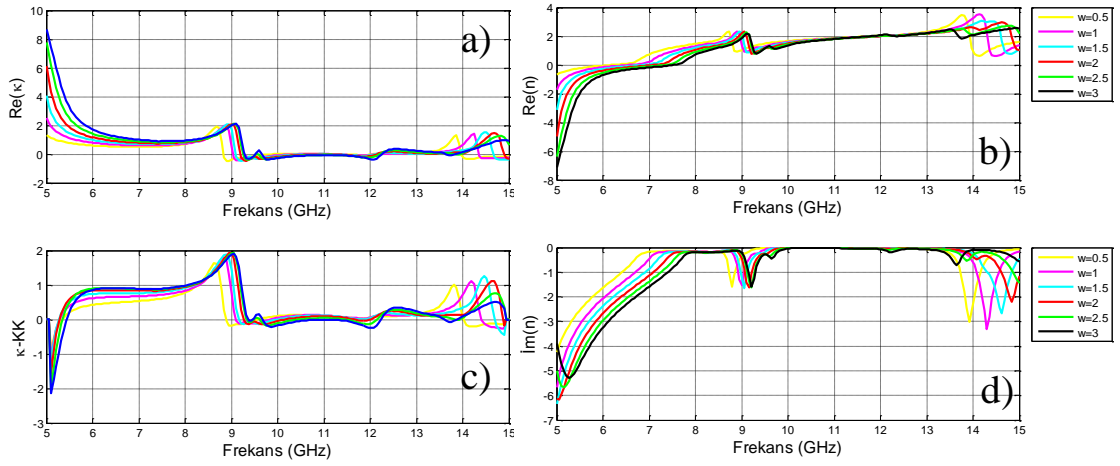 10
8
6
4
2
0
-2
Re(κ)
a)
5 6 7 8 9 10 11 12 13 14 15
Frekans (GHz)
4
2
0
-2
-4
-6
-8
Re(n)
b)
5 6 7 8 9 10 11 12 13 14 15
Frekans (GHz)
w=0.5
w=1
w=1.5
w=2
w=2.5
w=3
2
1
0
-1
-2
-3
κ-KK
c)
5 6 7 8 9 10 11 12 13 14 15
Frekans (GHz)
0
-1
-2
-3
-4
-5
-6
-7
İm(n)
d)
5 6 7 8 9 10 11 12 13 14 15
Frekans (GHz)
w=0.5
w=1
w=1.5
w=2
w=2.5
w=3